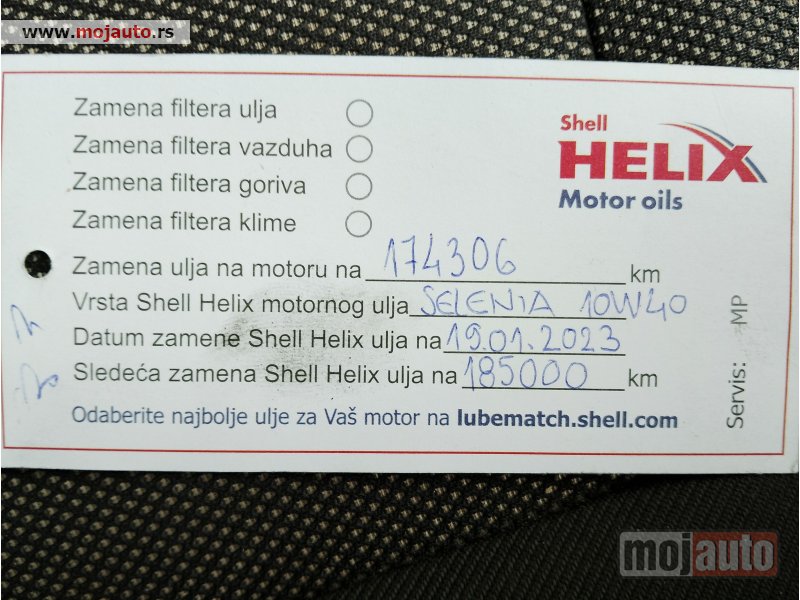 www.mojauto.rs
Zamena filtera ulja
Zamena filtera vazduha
Zamena filtera goriva
Zamena filtera klime
Shell
HELIX
Motor oils
Zamena ulja na motoru na 174306 km
Vrsta Shell Helix motornog ulja SELENIA 10W40
Datum zamene Shell Helix ulja na 19.01.2023
Sledeća zamena Shell Helix ulja na 185000 km
Odaberite najbolje ulje za Vaš motor na lubematch.shell.com
Servis: MP
mojauto